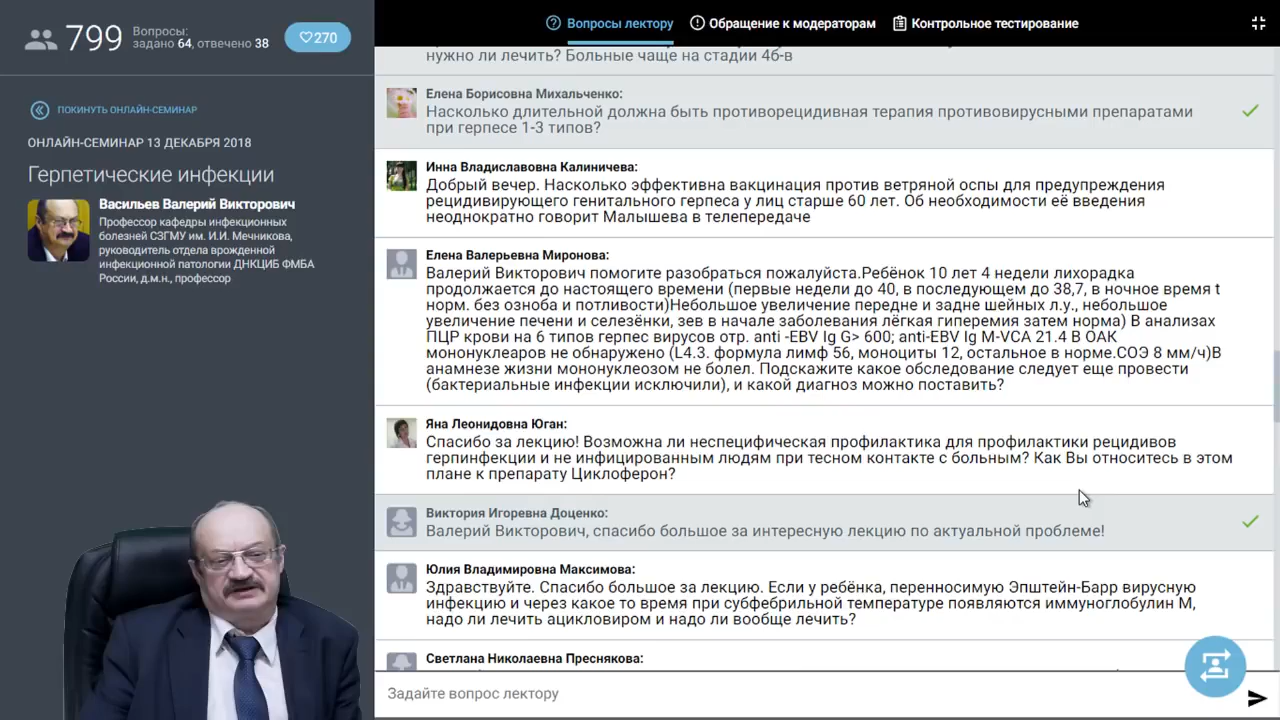 799
Вопросы:
задано 64, отвечено 38
270
ПОКИНУТЬ ОНЛАЙН-СЕМИНАР
ОНЛАЙН-СЕМИНАР 13 ДЕКАБРЯ 2018
Герпетические инфекции
Васильев Валерий Викторович
Профессор кафедры инфекционных
болезней СЗГМУ им. И.И. Мечникова,
руководитель отдела врожденной
инфекционной патологии ДНКЦИБ ФМБА
России, д.м.н., профессор
Вопросы лектору
Обращение к модераторам
Контрольное тестирование
нужно ли лечить? Больные чаще на стадии 4б-в
Елена Борисовна Михальченко:
Насколько длительной должна быть противорецидивная терапия противовирусными препаратами
при герпесе 1-3 типов?
Инна Владиславовна Калиничева:
Добрый вечер. Насколько эффективна вакцинация против ветряной оспы для предупреждения
рецидивирующего генитального герпеса у лиц старше 60 лет. Об необходимости её введения
неоднократно говорит Малышева в телепередаче
Елена Валерьевна Миронова:
Валерий Викторович помогите разобраться пожалуйста.Ребёнок 10 лет 4 недели лихорадка
продолжается до настоящего времени (первые недели до 40, в последующем до 38,7, в ночное время t
норм. без озноба и потливости)Небольшое увеличение передне и задне шейных л.у., небольшое
увеличение печени и селезёнки, зев в начале заболевания лёгкая гиперемия затем норма) В анализах
ПЦР крови на 6 типов герпес вирусов отр. anti -EBV Ig G> 600; anti-EBV Ig M-VCA 21.4 В ОАК
мононуклеаров не обнаружено (L4.3. формула лимф 56, моноциты 12, остальное в норме.СОЭ 8 мм/ч)В
анамнезе жизни мононуклеозом не болел. Подскажите какое обследование следует еще провести
(бактериальные инфекции исключили), и какой диагноз можно поставить?
Яна Леонидовна Юган:
Спасибо за лекцию! Возможна ли неспецифическая профилактика для профилактики рецидивов
герпинфекции и не инфицированным людям при тесном контакте с больным? Как Вы относитесь в этом
плане к препарату Циклоферон?
Виктория Игоревна Доценко:
Валерий Викторович, спасибо большое за интересную лекцию по актуальной проблеме!
Юлия Владимировна Максимова:
Здравствуйте. Спасибо большое за лекцию. Если у ребёнка, переносимую Эпштейн-Барр вирусную
инфекцию и через какое то время при субфебрильной температуре появляются иммуноглобулин М,
надо ли лечить ацикловиром и надо ли вообще лечить?
Светлана Николаевна Преснякова:
Задайте вопрос лектору